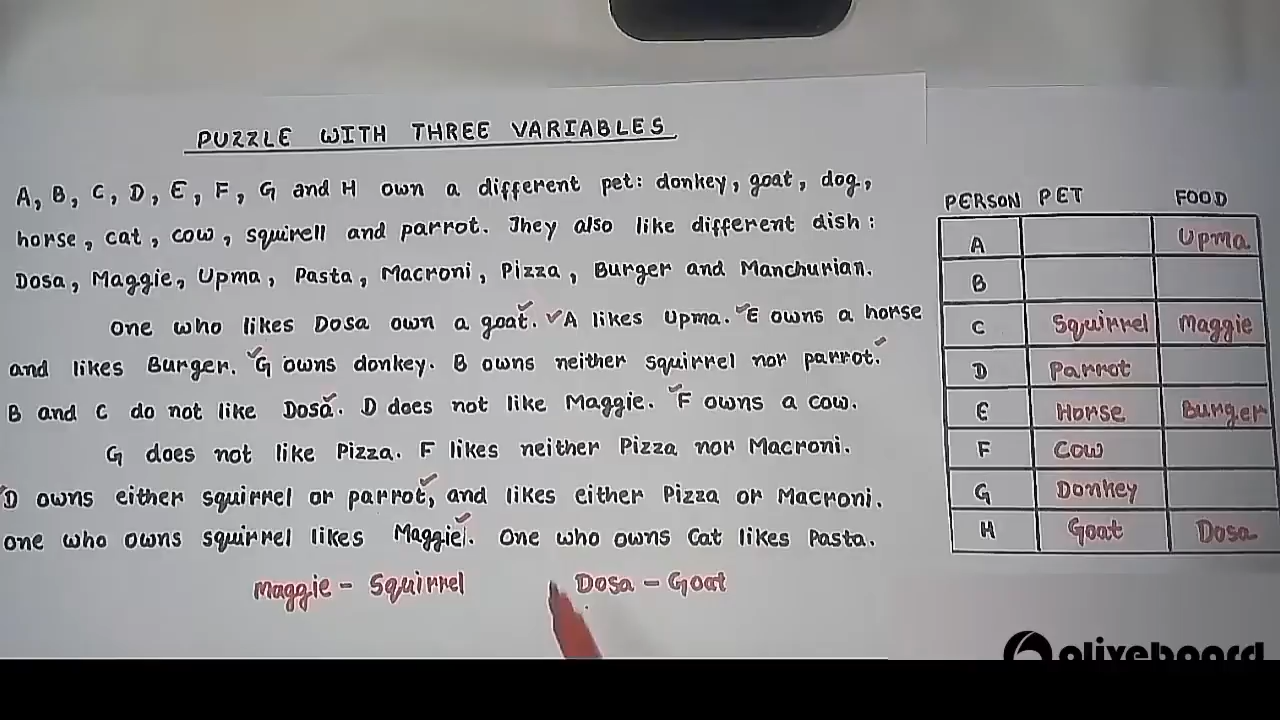 PUZZLE WITH THREE VARIABLES
A, B, C, D, E, F, G and H own a different pet: donkey, goat, dog,
horse, cat, cow, squirell and parrot. They also like different dish:
Dosa, Maggie, Upma, Pasta, Macroni, Pizza, Burger and Manchurian.
One who likes Dosa own a goat. A likes Upma. E owns a horse
and likes Burger. G owns donkey. B owns neither squirrel nor parrot.
B and C do not like Dosa. D does not like Maggie. F owns a cow.
G does not like Pizza. F likes neither Pizza nor Macroni.
D owns either squirrel or parrot, and likes either Pizza or Macroni.
One who owns squirrel likes Maggie. One who owns Cat likes Pasta.
Maggie - Squirrel Dosa - Goat
PERSON PET FOOD
A Upma
B
C Squirrel Maggie
D Parrot
E Horse Burger
F Cow
G Donkey
H Goat Dosa
oliveboard